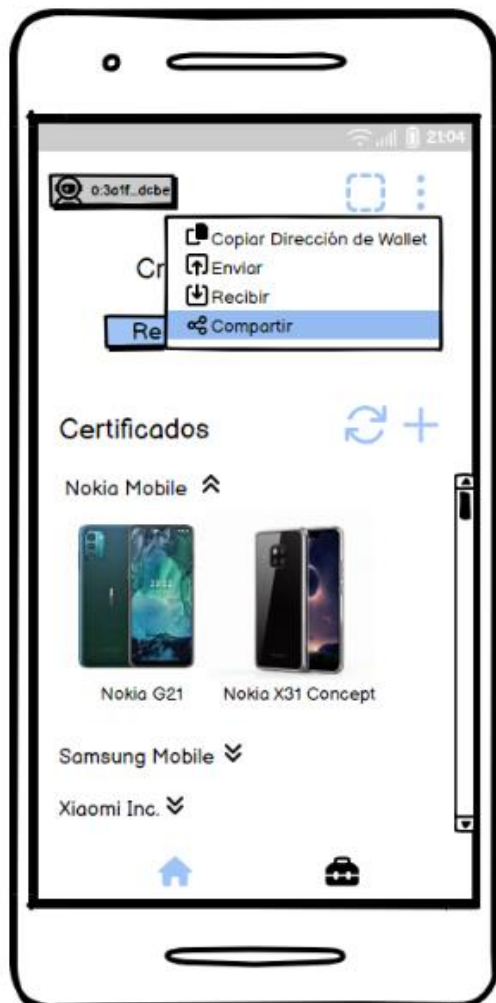 21:04
0:3a1f...dcbe
Copiar Dirección de Wallet
Cr
Enviar
Recibir
Re
Compartir
Certificados
Nokia Mobile
Nokia G21
Nokia X31 Concept
Samsung Mobile
Xiaomi Inc.